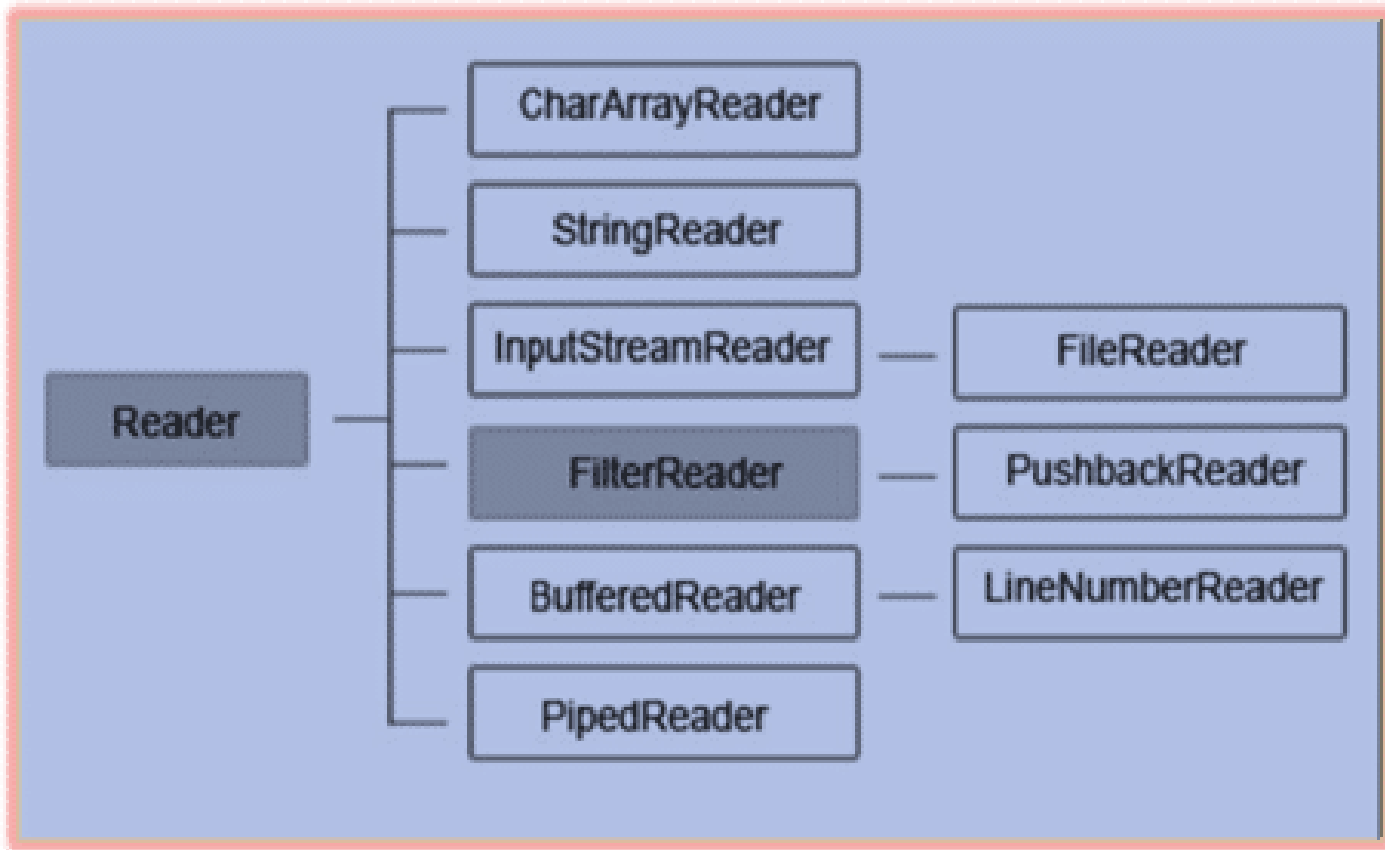 Reader
CharArrayReader
StringReader
InputStreamReader
FileReader
FilterReader
PushbackReader
BufferedReader
LineNumberReader
PipedReader